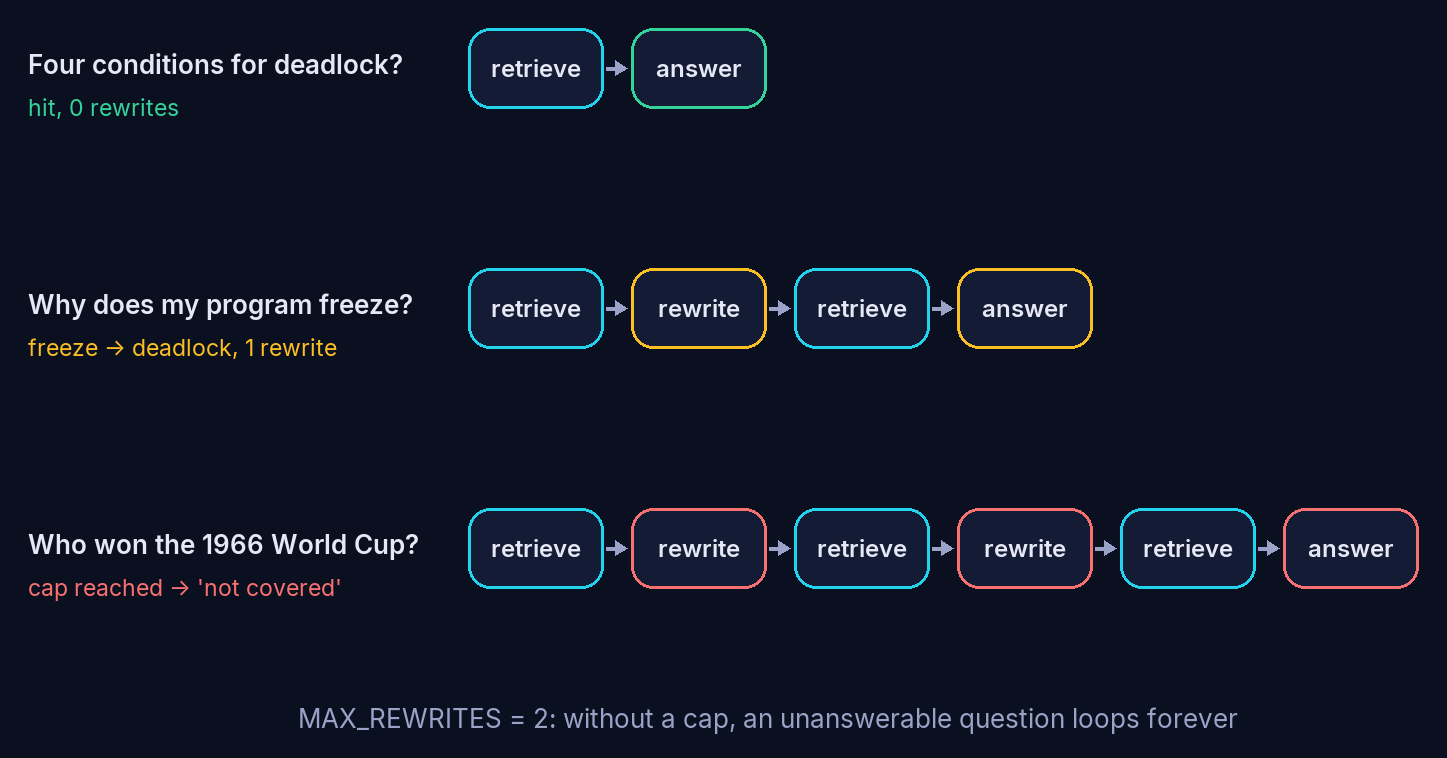 Four conditions for deadlock?
hit, 0 rewrites
retrieve
answer
Why does my program freeze?
freeze → deadlock, 1 rewrite
retrieve
rewrite
retrieve
answer
Who won the 1966 World Cup?
cap reached → 'not covered'
retrieve
rewrite
retrieve
rewrite
retrieve
answer
MAX_REWRITES = 2: without a cap, an unanswerable question loops forever